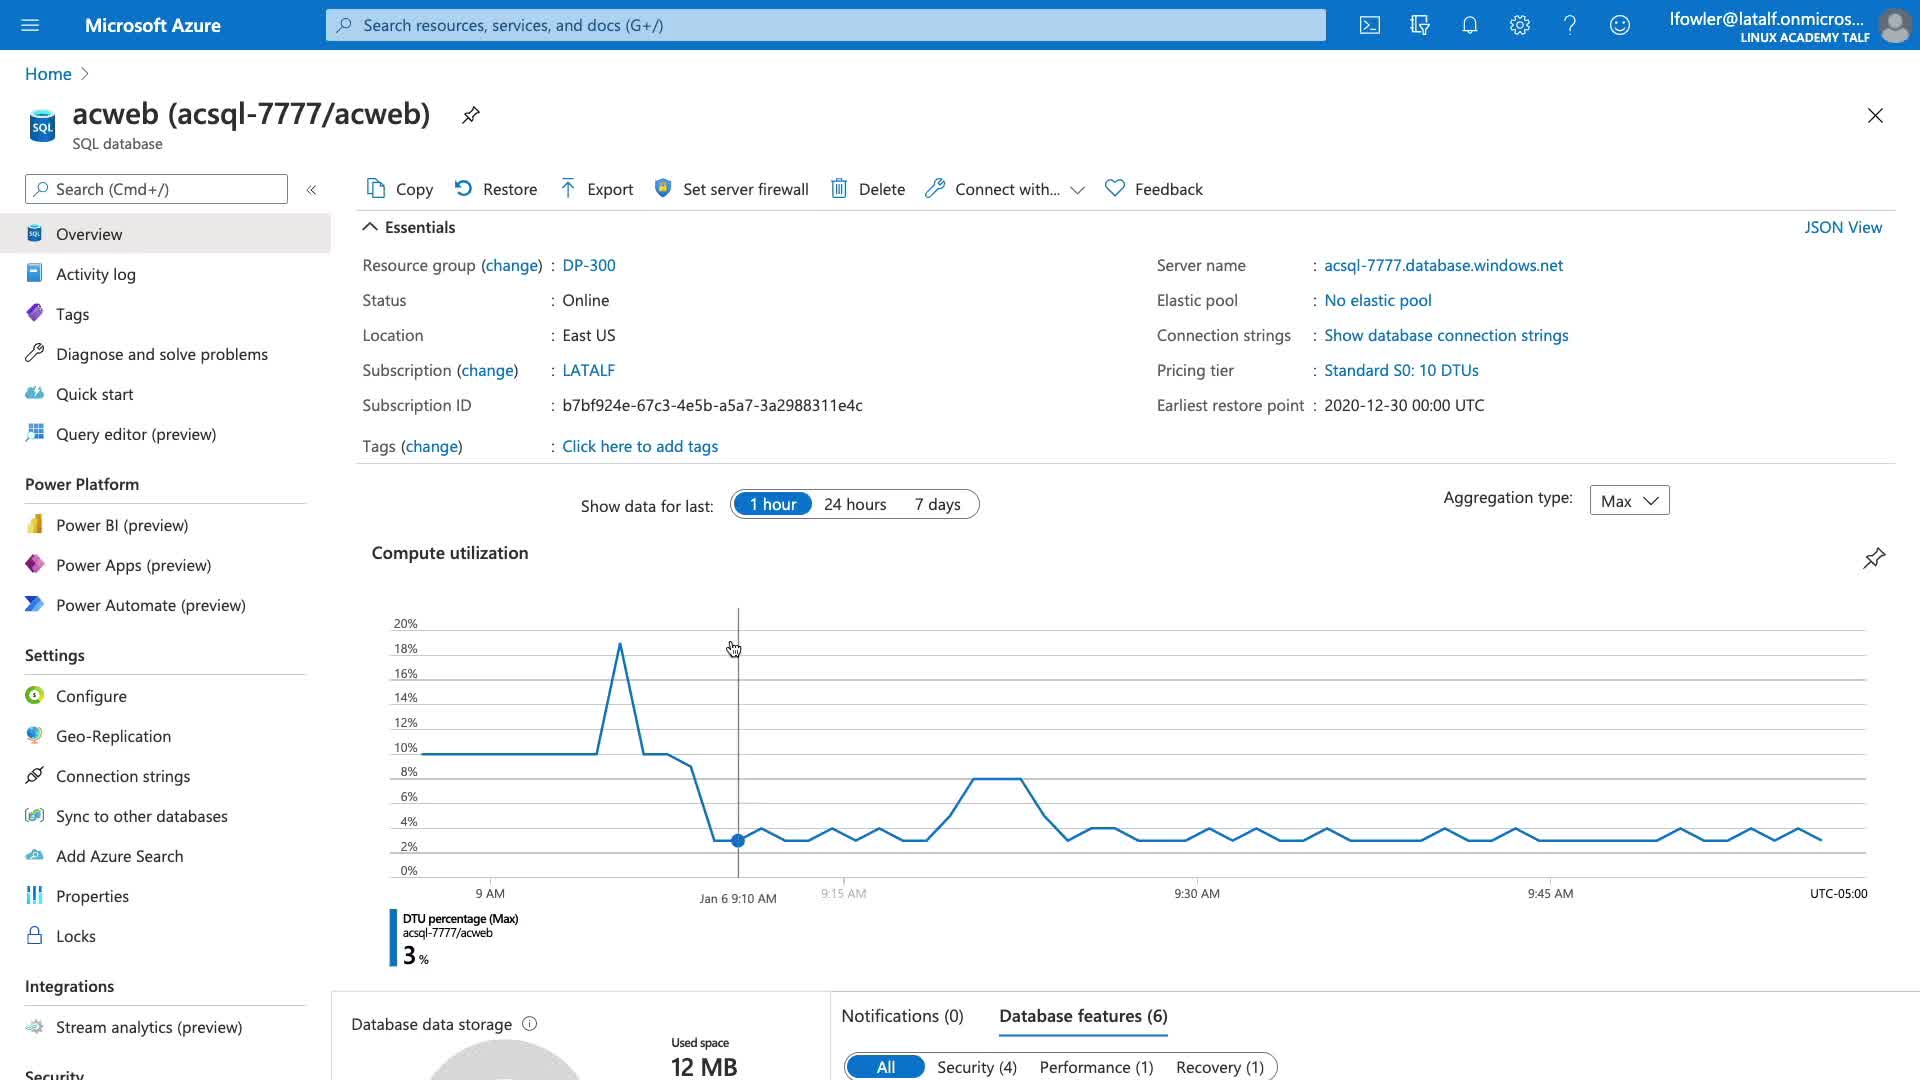 Microsoft Azure
Search resources, services, and docs (G+/)
lfowler@latalf.onmicros...
LINUX ACADEMY TALF
Home
acweb (acsql-7777/acweb)
SQL database
Search (Cmd+/)
Copy
Restore
Export
Set server firewall
Delete
Connect with...
Feedback
Overview
Activity log
Tags
Diagnose and solve problems
Quick start
Query editor (preview)
Power Platform
Power BI (preview)
Power Apps (preview)
Power Automate (preview)
Settings
Configure
Geo-Replication
Connection strings
Sync to other databases
Add Azure Search
Properties
Locks
Integrations
Stream analytics (preview)
Security
Essentials
JSON View
Resource group (change) : DP-300
Status : Online
Location : East US
Subscription (change) : LATALF
Subscription ID : b7bf924e-67c3-4e5b-a5a7-3a2988311e4c
Tags (change) : Click here to add tags
Server name : acsql-7777.database.windows.net
Elastic pool : No elastic pool
Connection strings : Show database connection strings
Pricing tier : Standard S0: 10 DTUs
Earliest restore point : 2020-12-30 00:00 UTC
Show data for last: 1 hour 24 hours 7 days
Aggregation type: Max
Compute utilization
20%
18%
16%
14%
12%
10%
8%
6%
4%
2%
0%
9 AM
Jan 6 9:10 AM
9:15 AM
9:30 AM
9:45 AM
UTC-05:00
DTU percentage (Max)
acsql-7777/acweb
3 %
Database data storage
Used space
12 MB
Notifications (0)
Database features (6)
All
Security (4)
Performance (1)
Recovery (1)